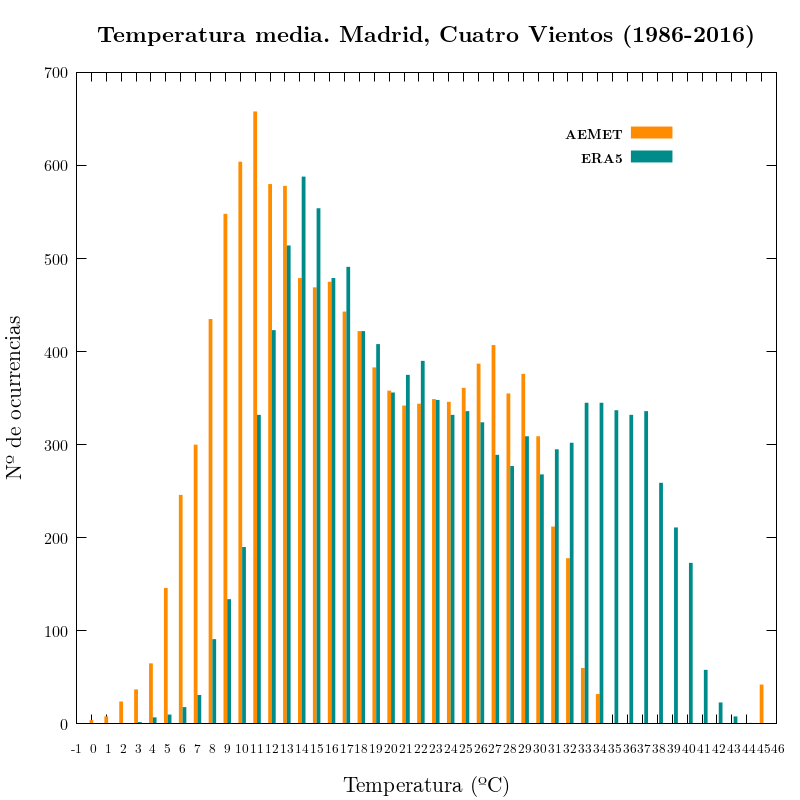 Temperatura media. Madrid, Cuatro Vientos (1986-2016)
700
600
500
400
300
200
100
0
AEMET
ERA5
Nº de ocurrencias
-1 0 1 2 3 4 5 6 7 8 9 10 11 12 13 14 15 16 17 18 19 20 21 22 23 24 25 26 27 28 29 30 31 32 33 34 35 36 37 38 39 40 41 42 43 44 45 46
Temperatura (ºC)